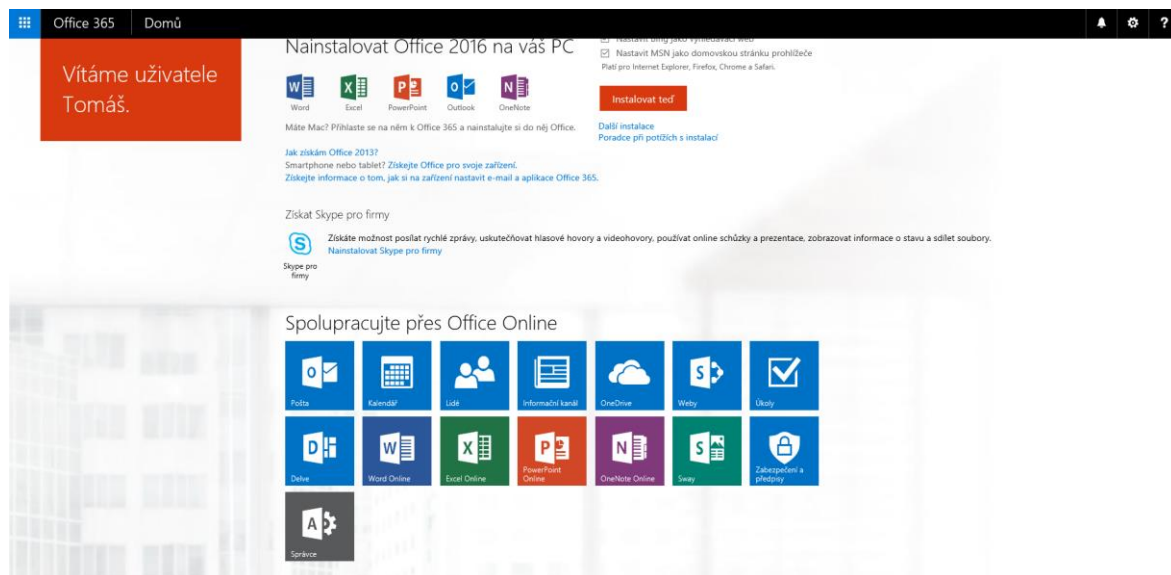 Office 365
Domů
?
Vítáme uživatele
Tomáš.
Nainstalovat Office 2016 na váš PC
W
X
P
O
N
Word
Excel
PowerPoint
Outlook
OneNote
Máte Mac? Přihlaste se na něm k Office 365 a nainstalujte si do něj Office.
Jak získám Office 2013?
Smartphone nebo tablet? Získejte Office pro svoje zařízení.
Získejte informace o tom, jak si na zařízení nastavit e-mail a aplikace Office 365.
Nastavit Bing jako vyhledávací web
Nastavit MSN jako domovskou stránku prohlížeče
Platí pro Internet Explorer, Firefox, Chrome a Safari.
Instalovat teď
Další instalace
Poradce při potížích s instalací
Získat Skype pro firmy
S
Skype pro
firmy
Získáte možnost posílat rychlé zprávy, uskutečňovat hlasové hovory a videohovory, používat online schůzky a prezentace, zobrazovat informace o stavu a sdílet soubory.
Nainstalovat Skype pro firmy
Spolupracujte přes Office Online
O
Pošta
Kalendář
Lidé
Informační kanál
OneDrive
S
Weby
Úkoly
D
Delve
W
Word Online
X
Excel Online
P
PowerPoint
Online
N
OneNote Online
S
Sway
Zabezpečení a
předpisy
A
Správce